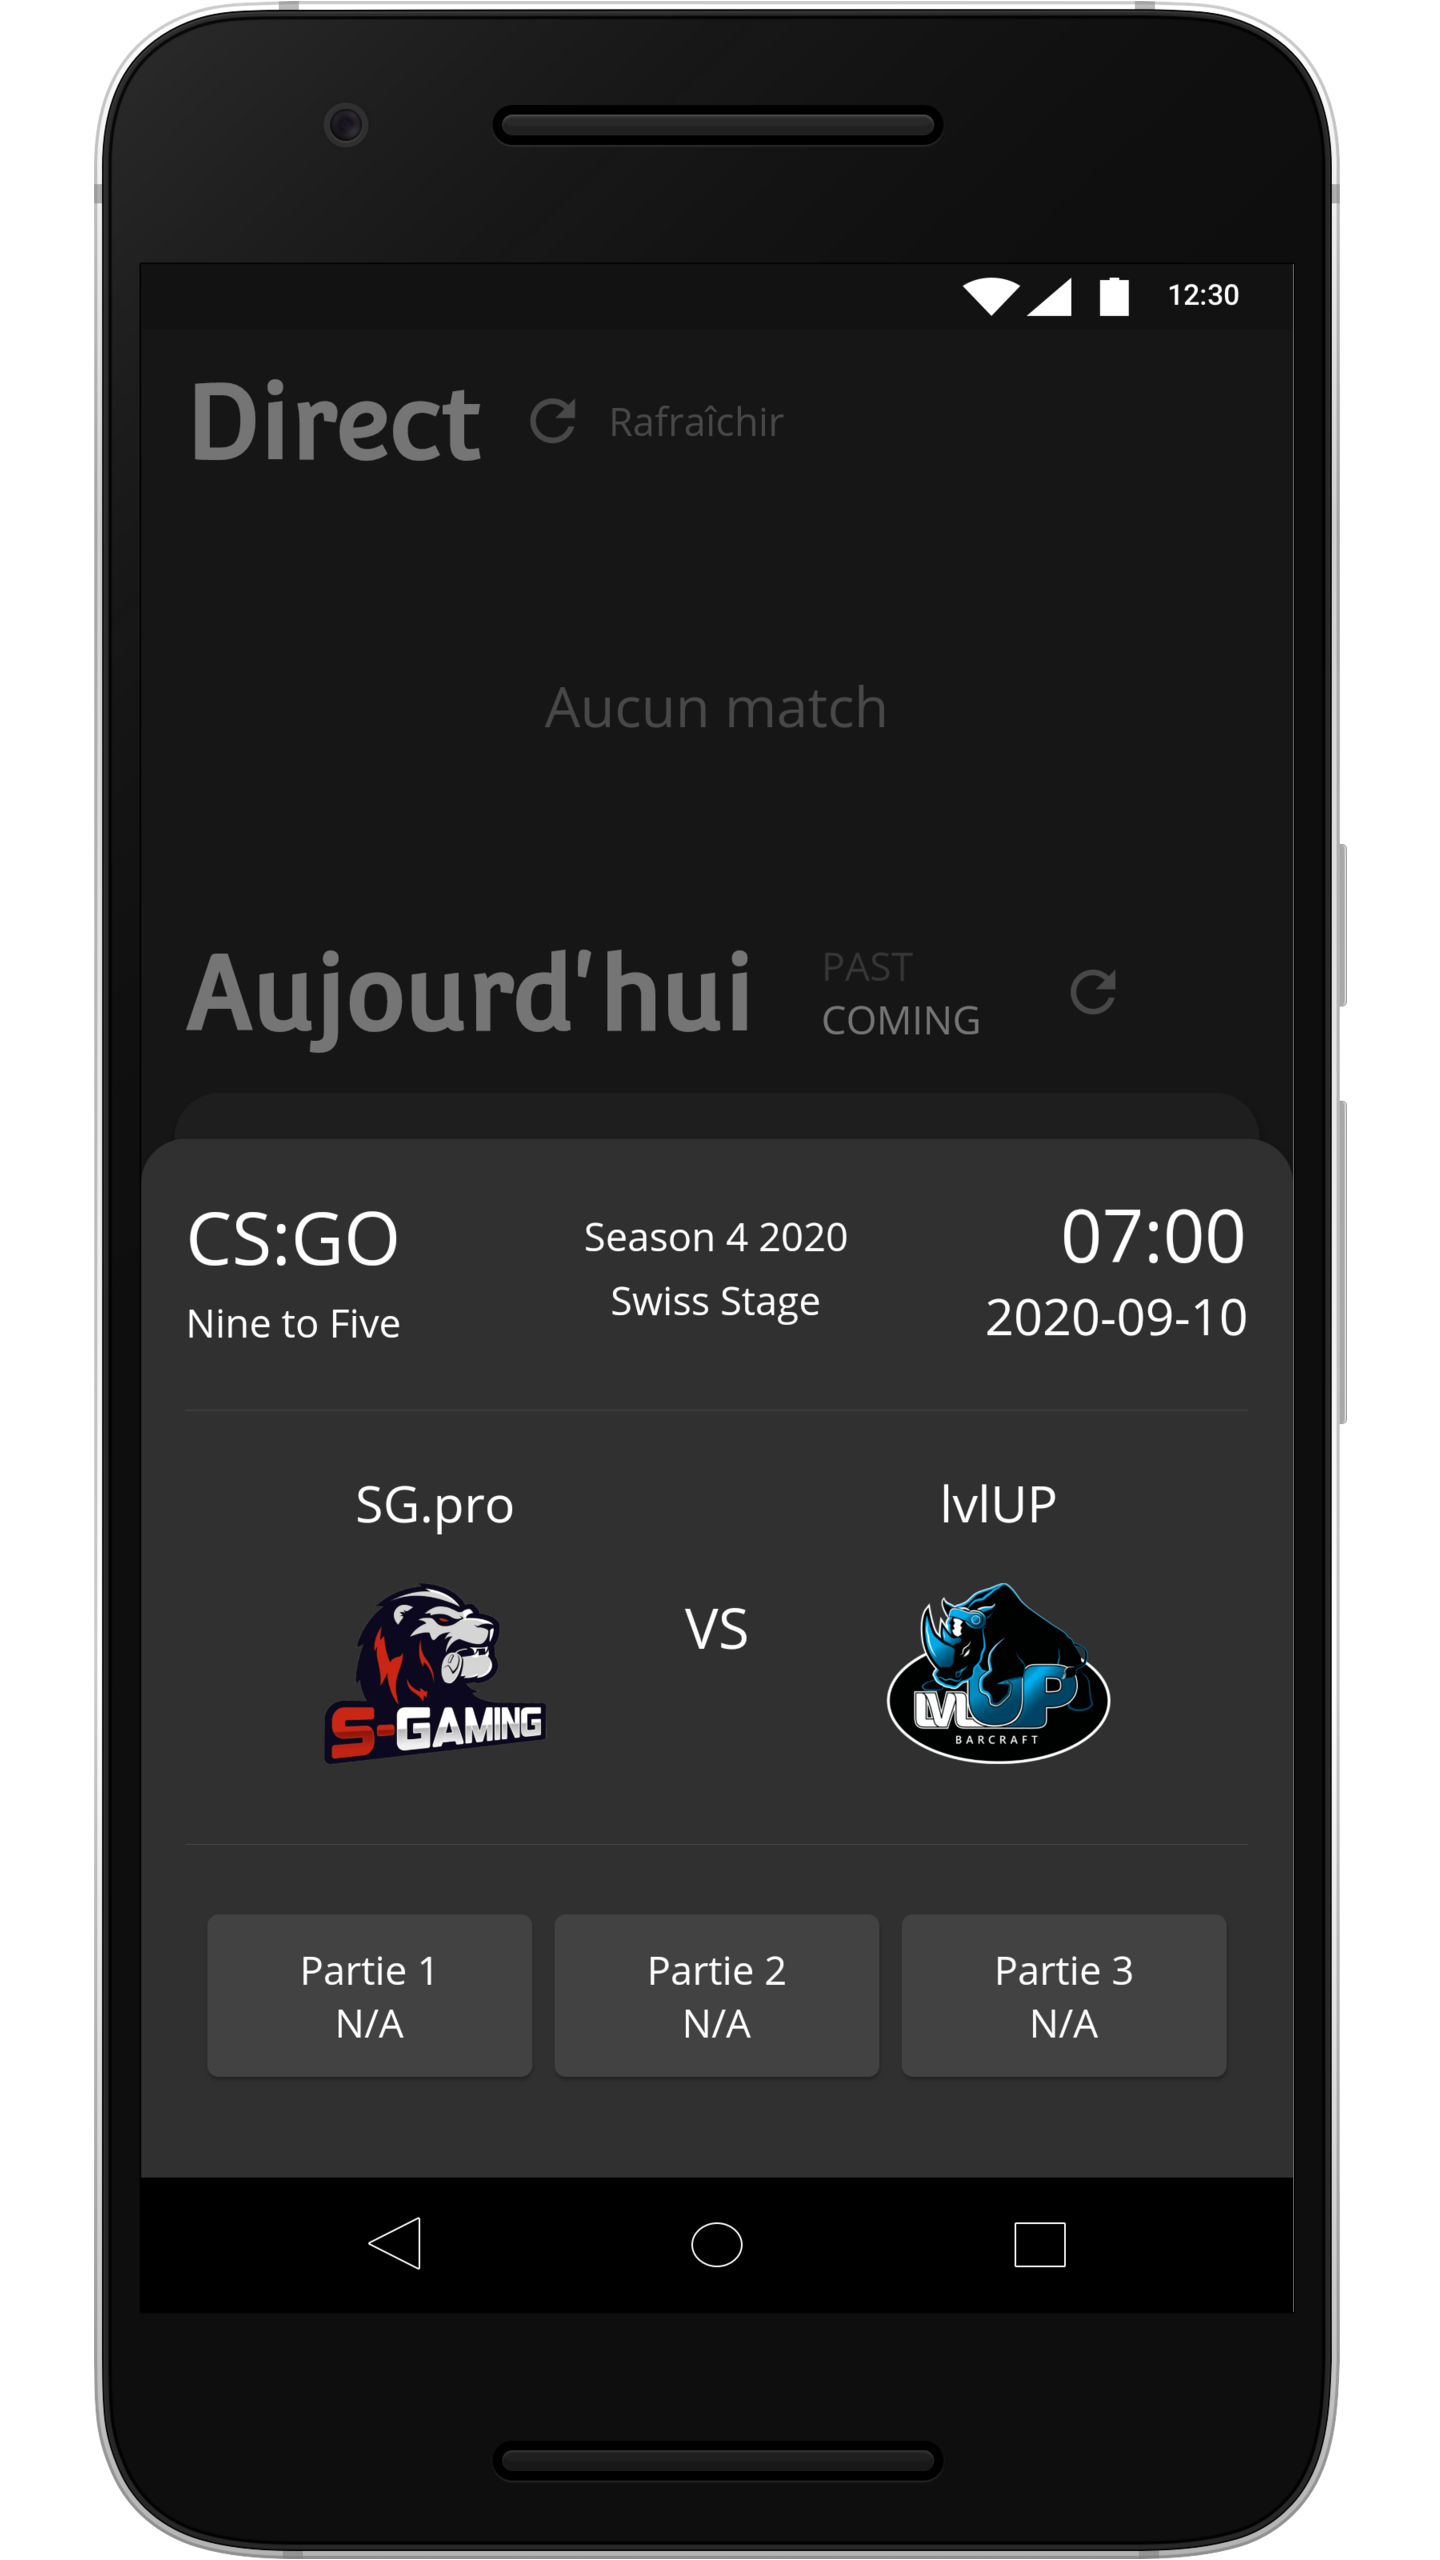 12:30
Direct Rafraîchir
Aucun match
Aujourd'hui
PAST
COMING
CS:GO
Nine to Five
Season 4 2020
Swiss Stage
07:00
2020-09-10
SG.pro
lvlUP
S-GAMING
VS
LVLUP
BARCRAFT
Partie 1
N/A
Partie 2
N/A
Partie 3
N/A